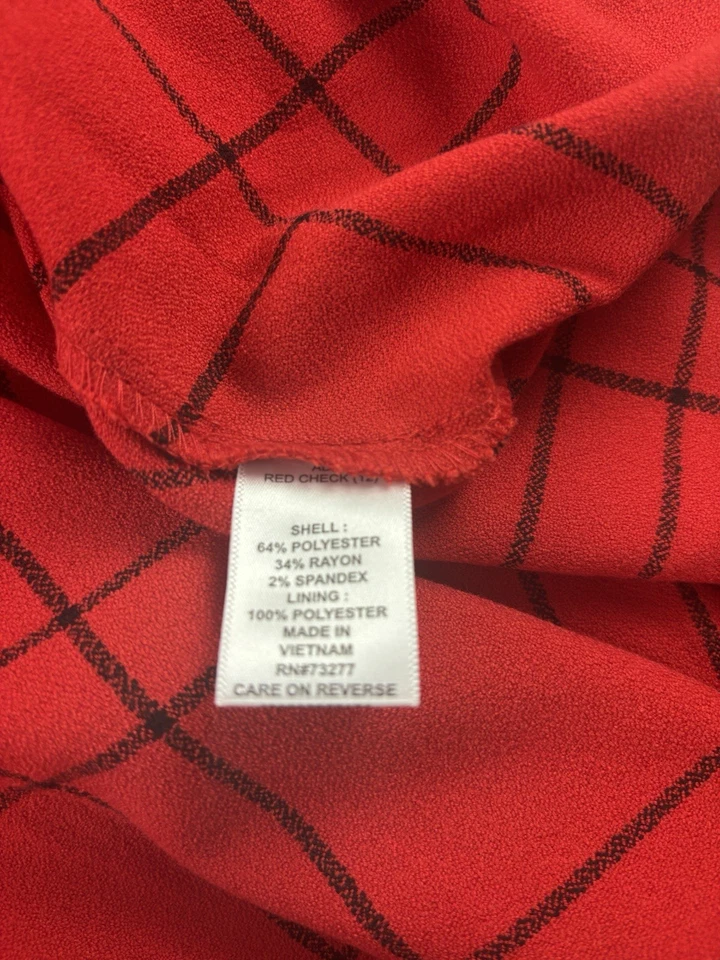 RED CHECK (12)
SHELL :
64% POLYESTER
34% RAYON
2% SPANDEX
LINING :
100% POLYESTER
MADE IN
VIETNAM
RN#73277
CARE ON REVERSE